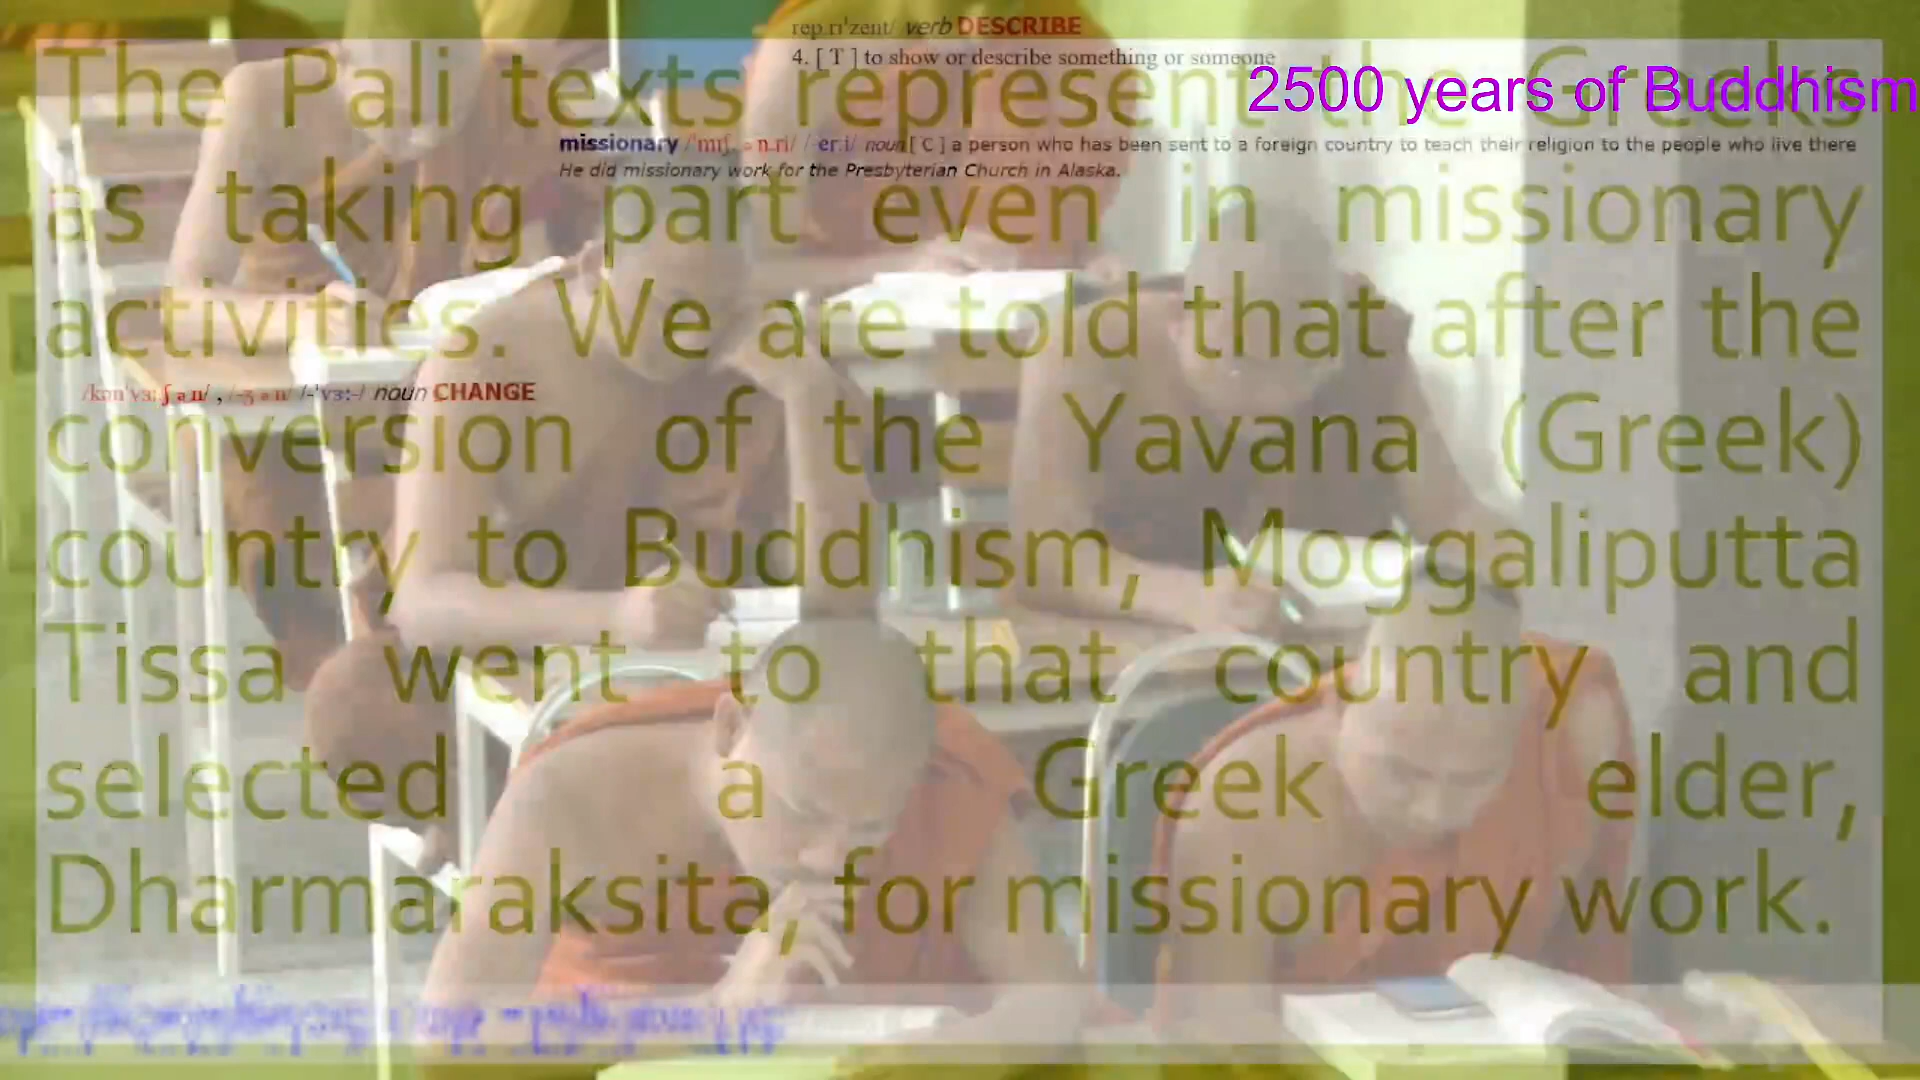 rep.rɪˈzent/ verb DESCRIBE
4. [ T ] to show or describe something or someone
The Pali texts represent the Greeks
2500 years of Buddhism
missionary noun [ C ] a person who has been sent to a foreign country to teach their religion to the people who live there
He did missionary work for the Presbyterian Church in Alaska.
as taking part even in missionary
activities. We are told that after the
noun CHANGE
conversion of the Yavana (Greek)
country to Buddhism, Moggaliputta
Tissa went to that country and
selected a Greek elder,
Dharmaraksita, for missionary work.